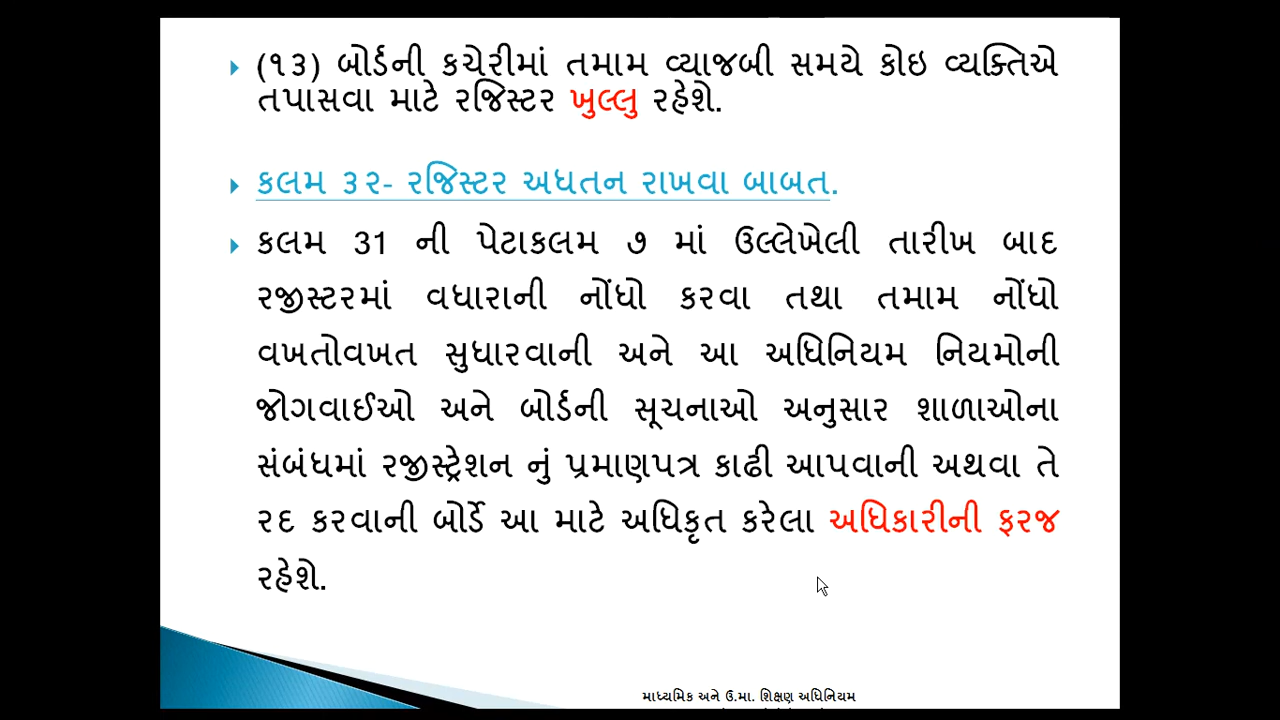 (૧૩) બોર્ડની કચેરીમાં તમામ વ્યાજબી સમયે કોઇ વ્યક્તિએ
તપાસવા માટે રજિસ્ટર ખુલ્લુ રહેશે.
કલમ ૩૨- રજિસ્ટર અધતન રાખવા બાબત.
કલમ 31 ની પેટાકલમ ૭ માં ઉલ્લેખેલી તારીખ બાદ
રજીસ્ટરમાં વધારાની નોંધો કરવા તથા તમામ નોંધો
વખતોવખત સુધારવાની અને આ અધિનિયમ નિયમોની
જોગવાઈઓ અને બોર્ડની સૂચનાઓ અનુસાર શાળાઓના
સંબંધમાં રજીસ્ટ્રેશન નું પ્રમાણપત્ર કાઢી આપવાની અથવા તે
રદ કરવાની બોર્ડે આ માટે અધિકૃત કરેલા અધિકારીની ફરજ
રહેશે.
માધ્યમિક અને ઉ.મા. શિક્ષણ અધિનિયમ